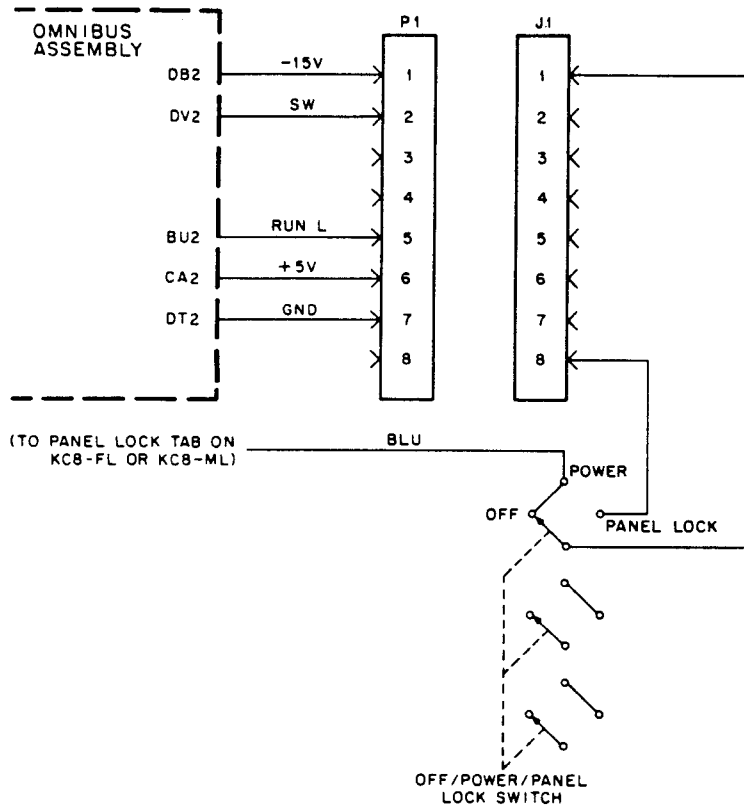 OMNIBUS
ASSEMBLY
P1
J1
DB2
-15V
1
1
DV2
SW
2
2
3
3
4
4
BU2
RUN L
5
5
CA2
+5V
6
6
DT2
GND
7
7
8
8
(TO PANEL LOCK TAB ON
KC8-FL OR KC8-ML)
BLU
POWER
OFF
PANEL LOCK
OFF/POWER/PANEL
LOCK SWITCH